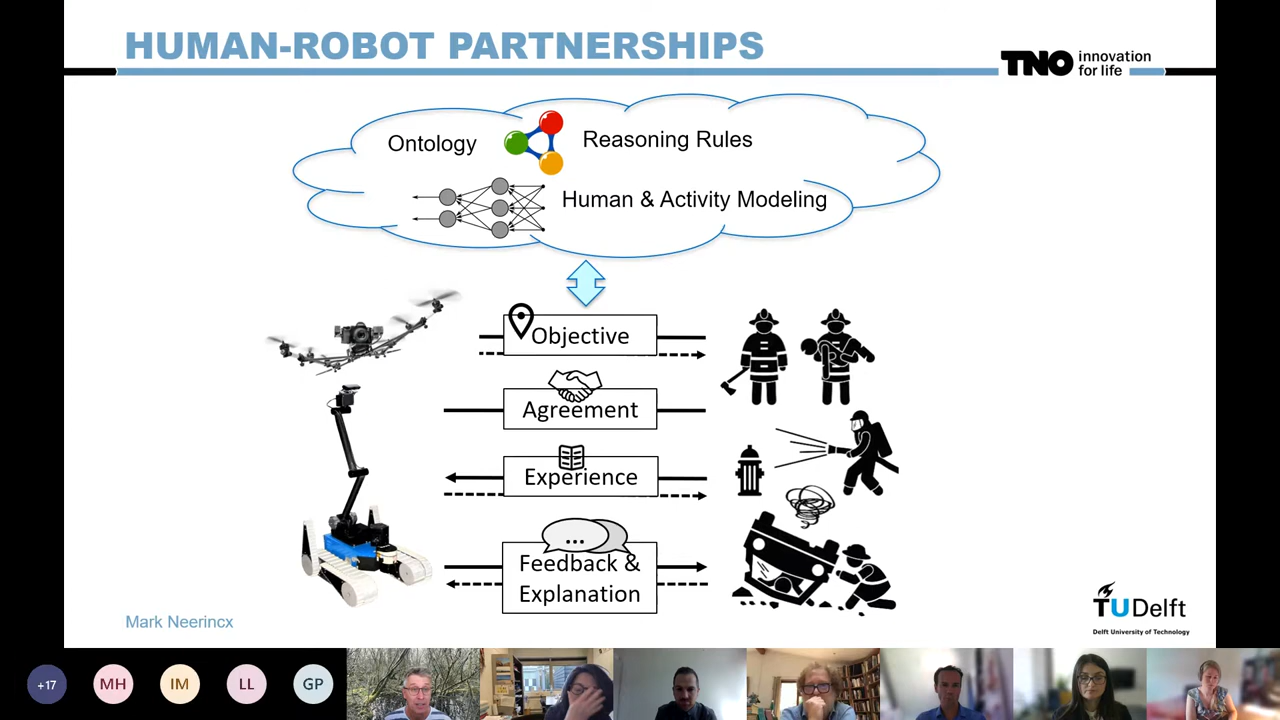 HUMAN-ROBOT PARTNERSHIPS
TNO innovation
for life
Ontology
Reasoning Rules
Human & Activity Modeling
Objective
Agreement
Experience
...
Feedback &
Explanation
Mark Neerincx
TUDelft
Delft University of Technology
+17
MH
IM
LL
GP